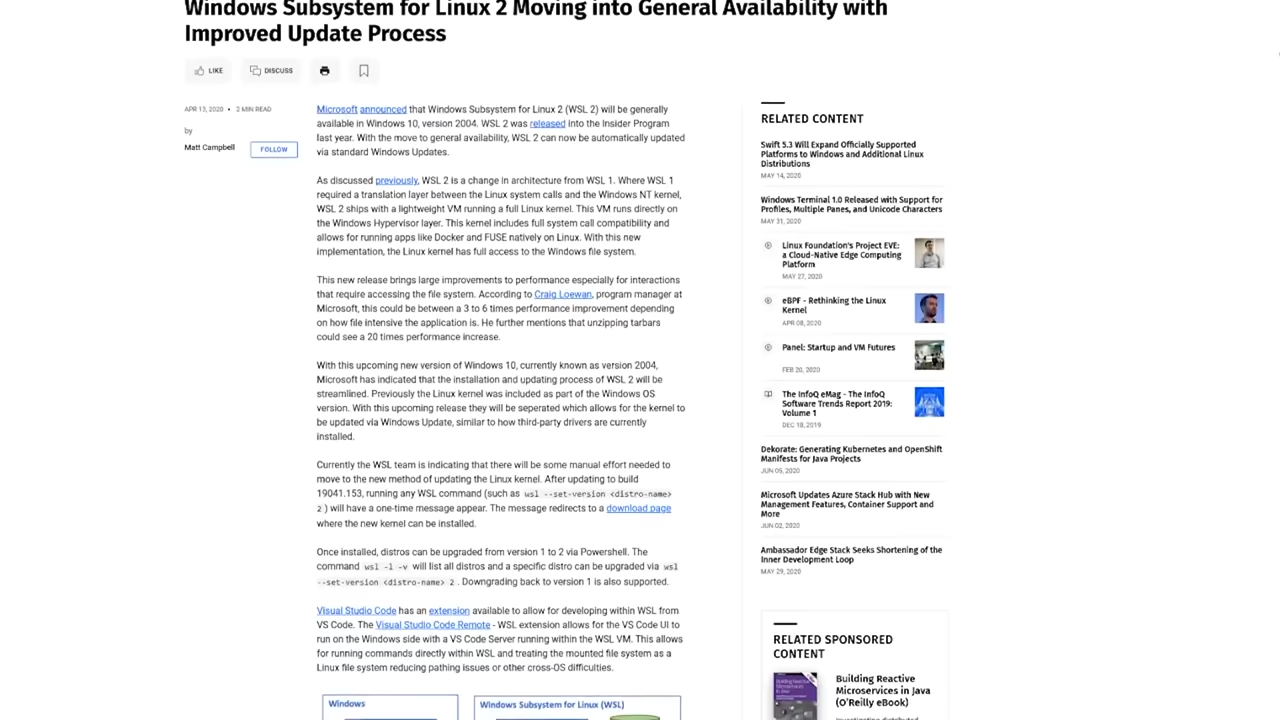 Windows Subsystem for Linux 2 Moving into General Availability with
Improved Update Process
LIKE
DISCUSS
APR 13, 2020 • 2 MIN READ
by
Matt Campbell
FOLLOW
Microsoft announced that Windows Subsystem for Linux 2 (WSL 2) will be generally
available in Windows 10, version 2004. WSL 2 was released into the Insider Program
last year. With the move to general availability, WSL 2 can now be automatically updated
via standard Windows Updates.
As discussed previously, WSL 2 is a change in architecture from WSL 1. Where WSL 1
required a translation layer between the Linux system calls and the Windows NT kernel,
WSL 2 ships with a lightweight VM running a full Linux kernel. This VM runs directly on
the Windows Hypervisor layer. This kernel includes full system call compatibility and
allows for running apps like Docker and FUSE natively on Linux. With this new
implementation, the Linux kernel has full access to the Windows file system.
This new release brings large improvements to performance especially for interactions
that require accessing the file system. According to Craig Loewan, program manager at
Microsoft, this could be between a 3 to 6 times performance improvement depending
on how file intensive the application is. He further mentions that unzipping tarbars
could see a 20 times performance increase.
With this upcoming new version of Windows 10, currently known as version 2004,
Microsoft has indicated that the installation and updating process of WSL 2 will be
streamlined. Previously the Linux kernel was included as part of the Windows OS
version. With this upcoming release they will be seperated which allows for the kernel to
be updated via Windows Update, similar to how third-party drivers are currently
installed.
Currently the WSL team is indicating that there will be some manual effort needed to
move to the new method of updating the Linux kernel. After updating to build
19041.153, running any WSL command (such as wsl --set-version <distro-name>
2 ) will have a one-time message appear. The message redirects to a download page
where the new kernel can be installed.
Once installed, distros can be upgraded from version 1 to 2 via Powershell. The
command wsl -l -v will list all distros and a specific distro can be upgraded via wsl
--set-version <distro-name> 2 . Downgrading back to version 1 is also supported.
Visual Studio Code has an extension available to allow for developing within WSL from
VS Code. The Visual Studio Code Remote - WSL extension allows for the VS Code UI to
run on the Windows side with a VS Code Server running within the WSL VM. This allows
for running commands directly within WSL and treating the mounted file system as a
Linux file system reducing pathing issues or other cross-OS difficulties.
Windows
Windows Subsystem for Linux (WSL)
RELATED CONTENT
Swift 5.3 Will Expand Officially Supported
Platforms to Windows and Additional Linux
Distributions
MAY 14, 2020
Windows Terminal 1.0 Released with Support for
Profiles, Multiple Panes, and Unicode Characters
MAY 31, 2020
Linux Foundation's Project EVE:
a Cloud-Native Edge Computing
Platform
MAY 27, 2020
eBPF - Rethinking the Linux
Kernel
APR 08, 2020
Panel: Startup and VM Futures
FEB 20, 2020
The InfoQ eMag - The InfoQ
Software Trends Report 2019:
Volume 1
DEC 18, 2019
Dekorate: Generating Kubernetes and OpenShift
Manifests for Java Projects
JUN 05, 2020
Microsoft Updates Azure Stack Hub with New
Management Features, Container Support and
More
JUN 02, 2020
Ambassador Edge Stack Seeks Shortening of the
Inner Development Loop
MAY 29, 2020
RELATED SPONSORED
CONTENT
Building Reactive
Microservices in Java
(O'Reilly eBook)